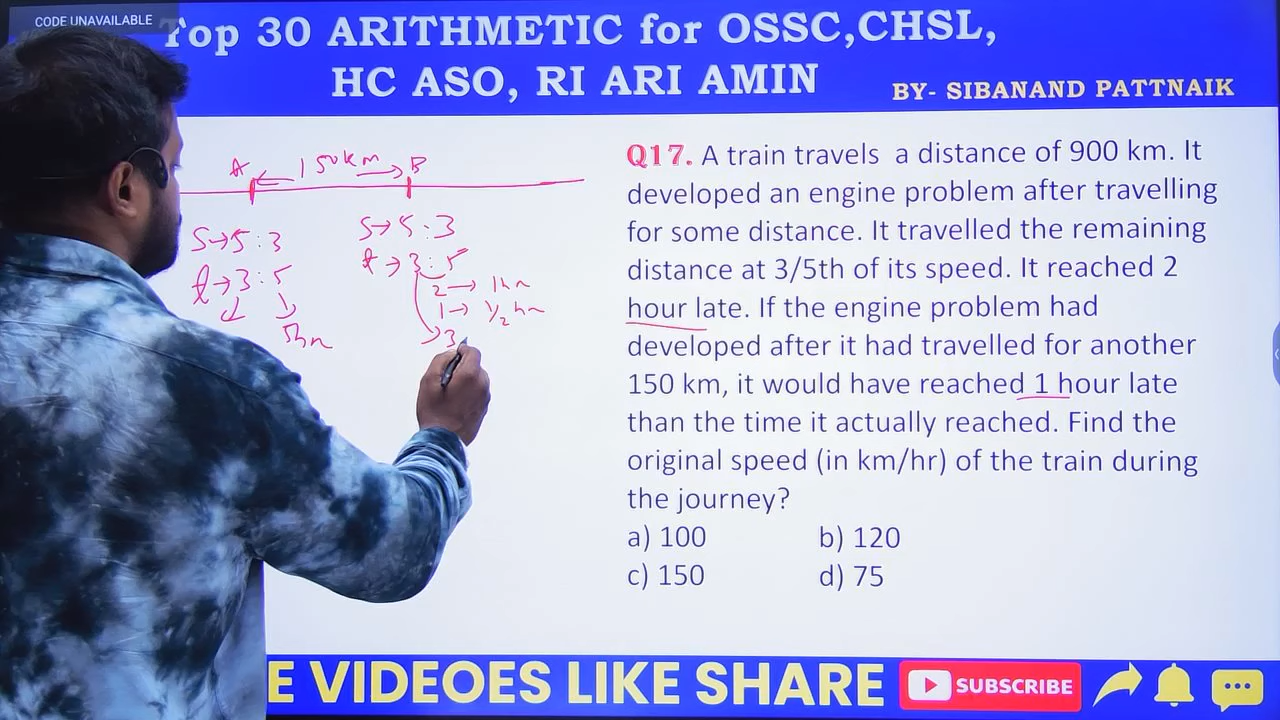 CODE UNAVAILABLE
Top 30 ARITHMETIC for OSSC,CHSL,
HC ASO, RI ARI AMIN
BY- SIBANAND PATTNAIK
A 150km B
S→5:3
t→3:5
5hr
S→5:3
t→3:5
2→ 1hr
1→ 1/2 hr
3
Q17. A train travels a distance of 900 km. It
developed an engine problem after travelling
for some distance. It travelled the remaining
distance at 3/5th of its speed. It reached 2
hour late. If the engine problem had
developed after it had travelled for another
150 km, it would have reached 1 hour late
than the time it actually reached. Find the
original speed (in km/hr) of the train during
the journey?
a) 100 b) 120
c) 150 d) 75
E VIDEOES LIKE SHARE
SUBSCRIBE